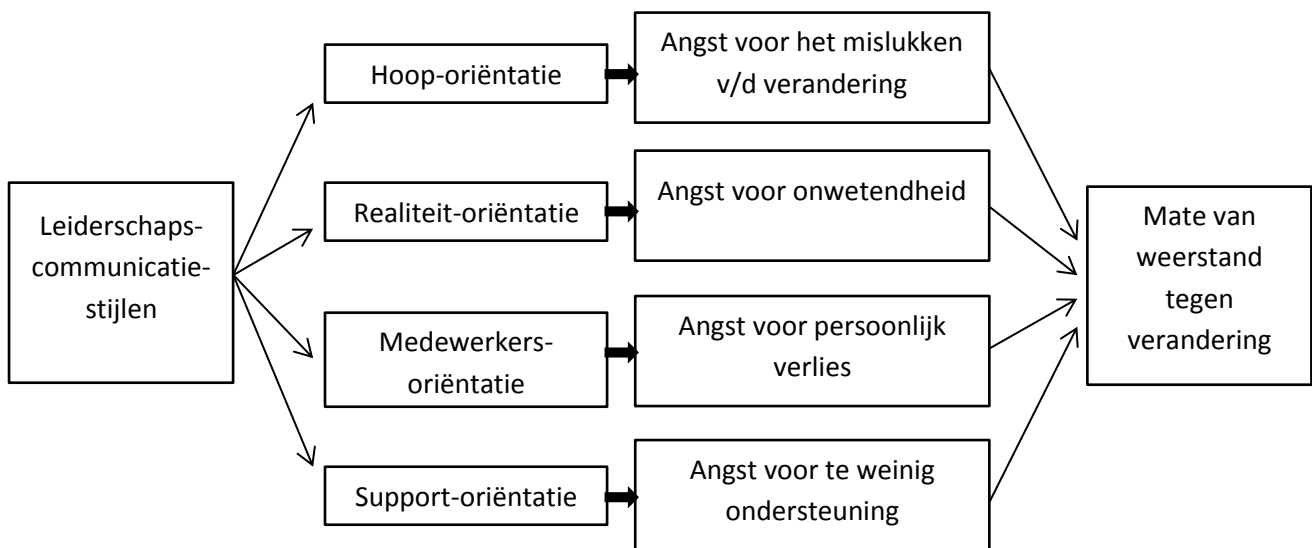 Leiderschaps-
communicatie-
stijlen
Hoop-oriëntatie
Angst voor het mislukken
v/d verandering
Realiteit-oriëntatie
Angst voor onwetendheid
Medewerkers-
oriëntatie
Angst voor persoonlijk
verlies
Support-oriëntatie
Angst voor te weinig
ondersteuning
Mate van
weerstand
tegen
verandering